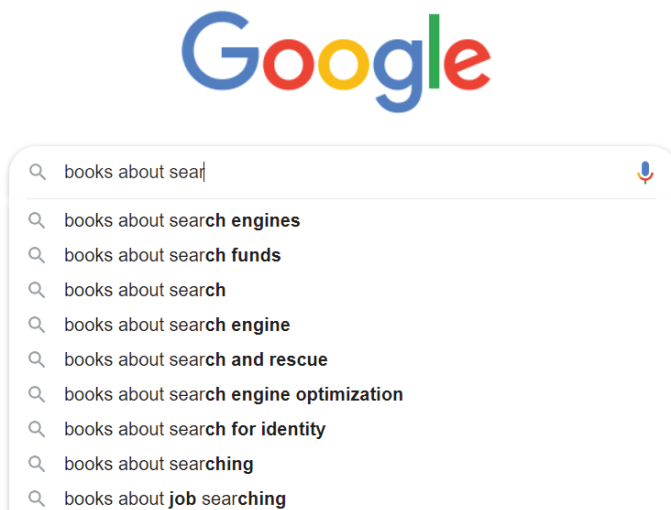 Google
books about sear
books about search engines
books about search funds
books about search
books about search engine
books about search and rescue
books about search engine optimization
books about search for identity
books about searching
books about job searching